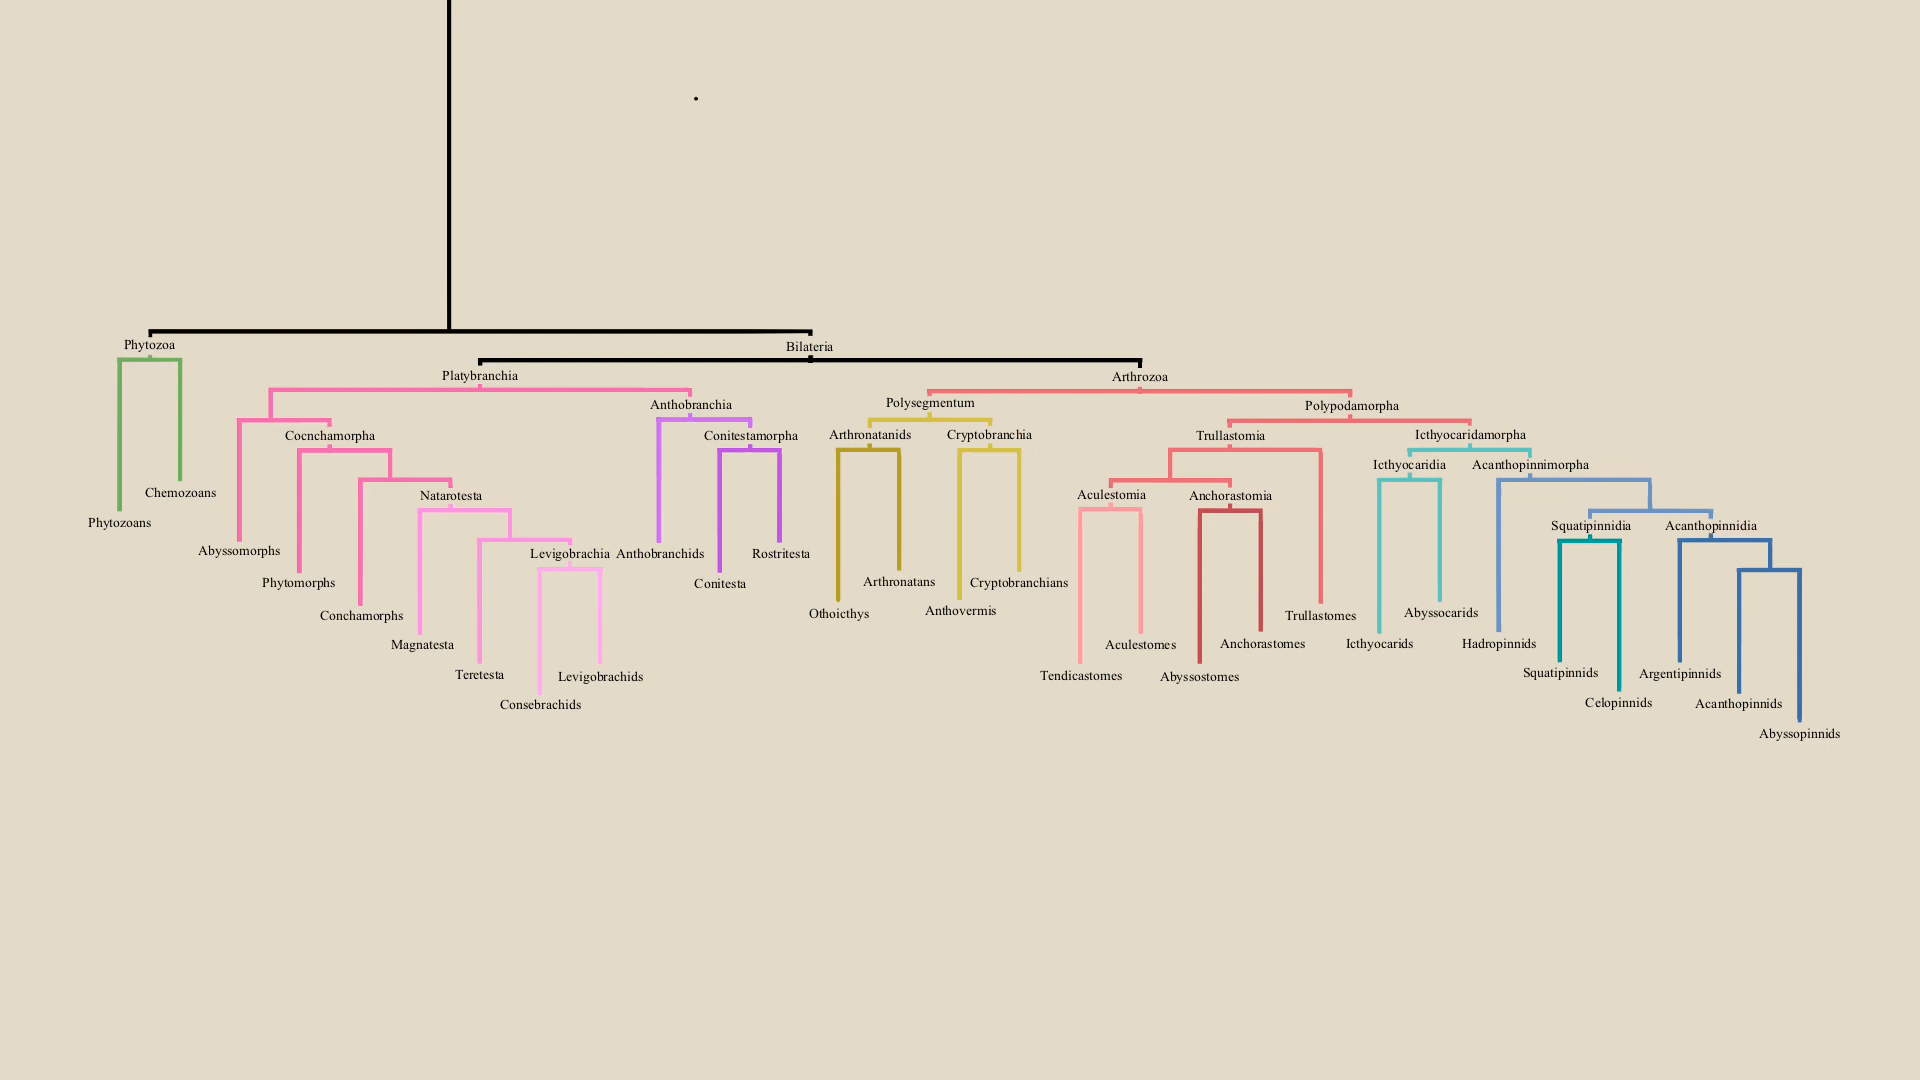 Phytozoa
Bilateria
Platybranchia
Arthrozoa
Anthobranchia
Polysegmentum
Polypodamorpha
Cocnchamorpha
Conitestamorpha
Arthronatanids
Cryptobranchia
Trullastomia
Icthyocaridamorpha
Icthyocaridia
Acanthopinnimorpha
Chemozoans
Natarotesta
Aculestomia
Anchorastomia
Phytozoans
Squatipinnidia
Acanthopinnidia
Abyssomorphs
Levigobrachia
Anthobranchids
Rostritesta
Phytomorphs
Conitesta
Arthronatans
Cryptobranchians
Conchamorphs
Othoicthys
Anthovermis
Trullastomes
Abyssocarids
Magnatesta
Aculestomes
Anchorastomes
Icthyocarids
Hadropinnids
Teretesta
Levigobrachids
Tendicastomes
Abyssostomes
Squatipinnids
Argentipinnids
Consebrachids
Celopinnids
Acanthopinnids
Abyssopinnids